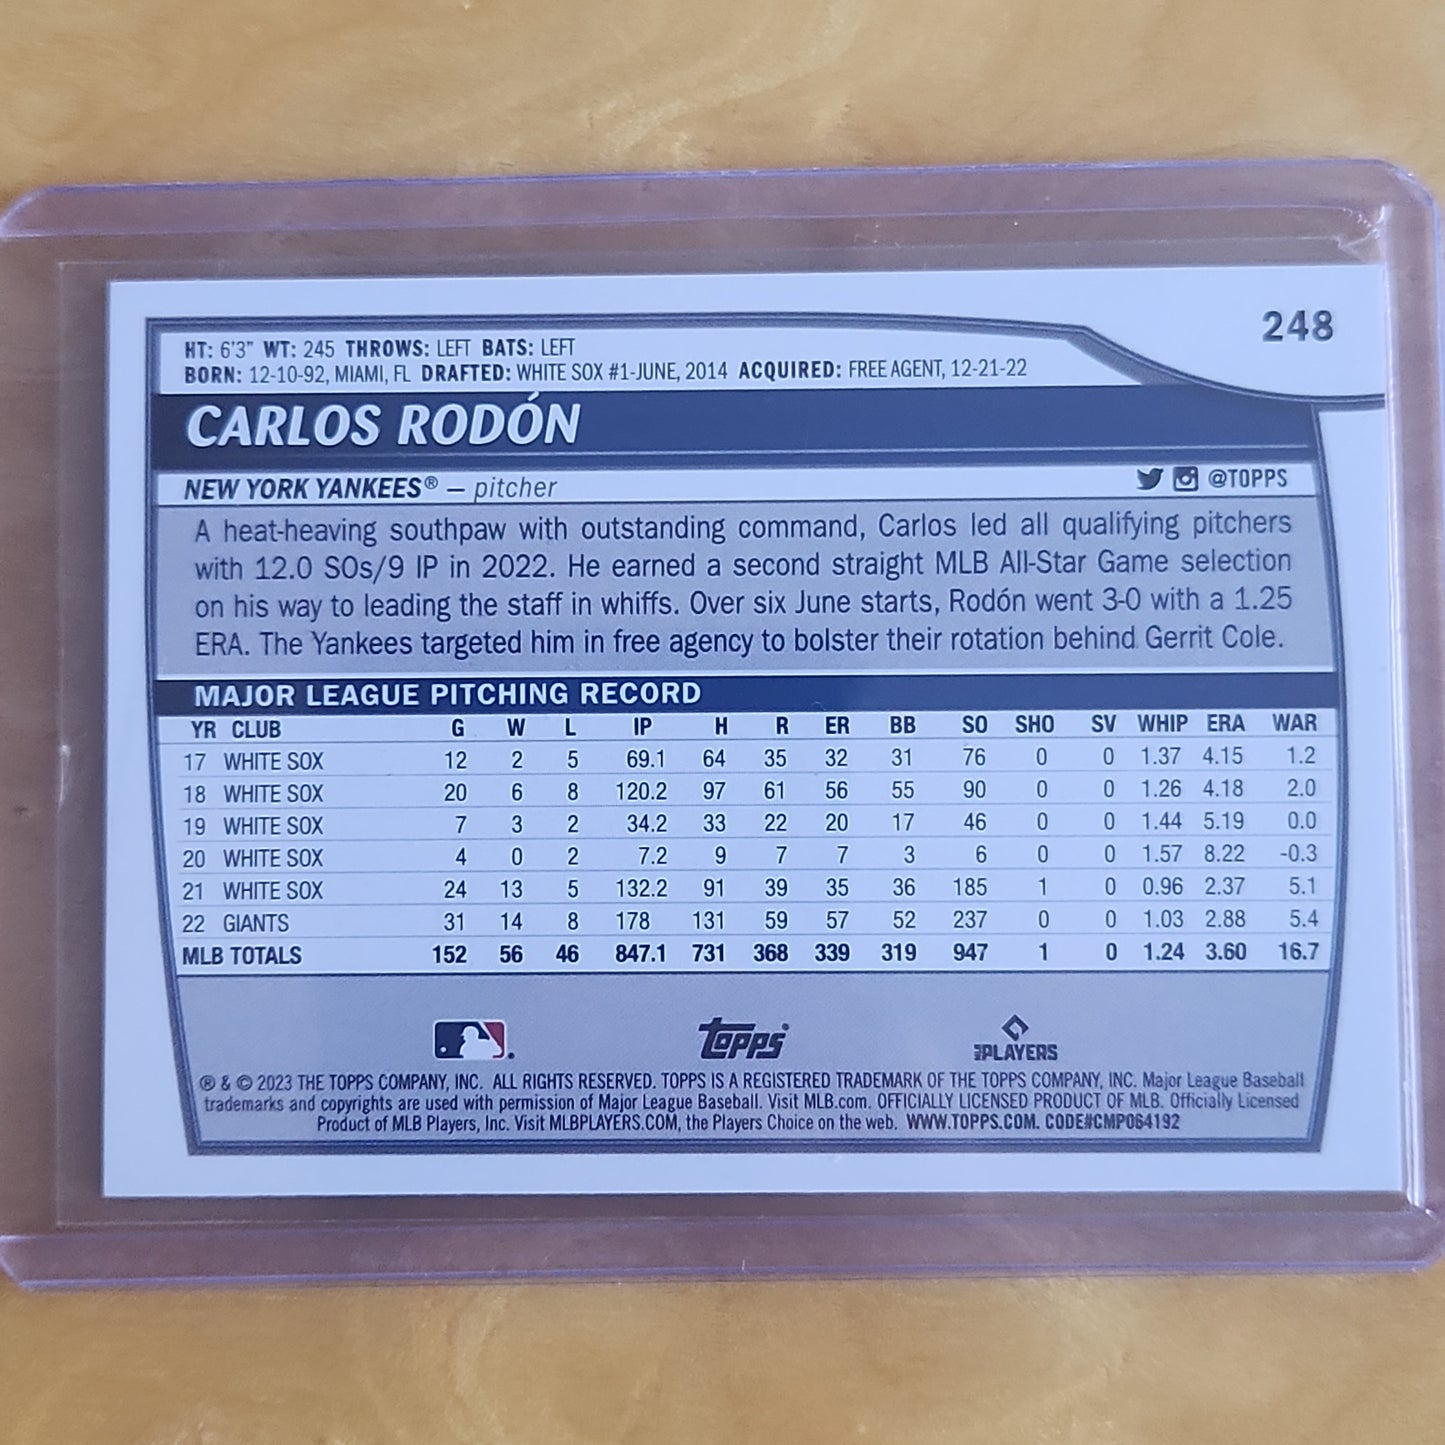 248
HT: 6'3" WT: 245 THROWS: LEFT BATS: LEFT
BORN: 12-10-92, MIAMI, FL DRAFTED: WHITE SOX #1-JUNE, 2014 ACQUIRED: FREE AGENT, 12-21-22
CARLOS RODÓN
NEW YORK YANKEES® – pitcher @TOPPS
A heat-heaving southpaw with outstanding command, Carlos led all qualifying pitchers
with 12.0 SOs/9 IP in 2022. He earned a second straight MLB All-Star Game selection
on his way to leading the staff in whiffs. Over six June starts, Rodón went 3-0 with a 1.25
ERA. The Yankees targeted him in free agency to bolster their rotation behind Gerrit Cole.
MAJOR LEAGUE PITCHING RECORD
YR CLUB G W L IP H R ER BB SO SHO SV WHIP ERA WAR
17 WHITE SOX 12 2 5 69.1 64 35 32 31 76 0 0 1.37 4.15 1.2
18 WHITE SOX 20 6 8 120.2 97 61 56 55 90 0 0 1.26 4.18 2.0
19 WHITE SOX 7 3 2 34.2 33 22 20 17 46 0 0 1.44 5.19 0.0
20 WHITE SOX 4 0 2 7.2 9 7 7 3 6 0 0 1.57 8.22 -0.3
21 WHITE SOX 24 13 5 132.2 91 39 35 36 185 1 0 0.96 2.37 5.1
22 GIANTS 31 14 8 178 131 59 57 52 237 0 0 1.03 2.88 5.4
MLB TOTALS 152 56 46 847.1 731 368 339 319 947 1 0 1.24 3.60 16.7
Topps® PLAYERS
® & © 2023 THE TOPPS COMPANY, INC. ALL RIGHTS RESERVED. TOPPS IS A REGISTERED TRADEMARK OF THE TOPPS COMPANY, INC. Major League Baseball
trademarks and copyrights are used with permission of Major League Baseball. Visit MLB.com. OFFICIALLY LICENSED PRODUCT OF MLB. Officially Licensed
Product of MLB Players, Inc. Visit MLBPLAYERS.COM, the Players Choice on the web. WWW.TOPPS.COM. CODE#CMP064192